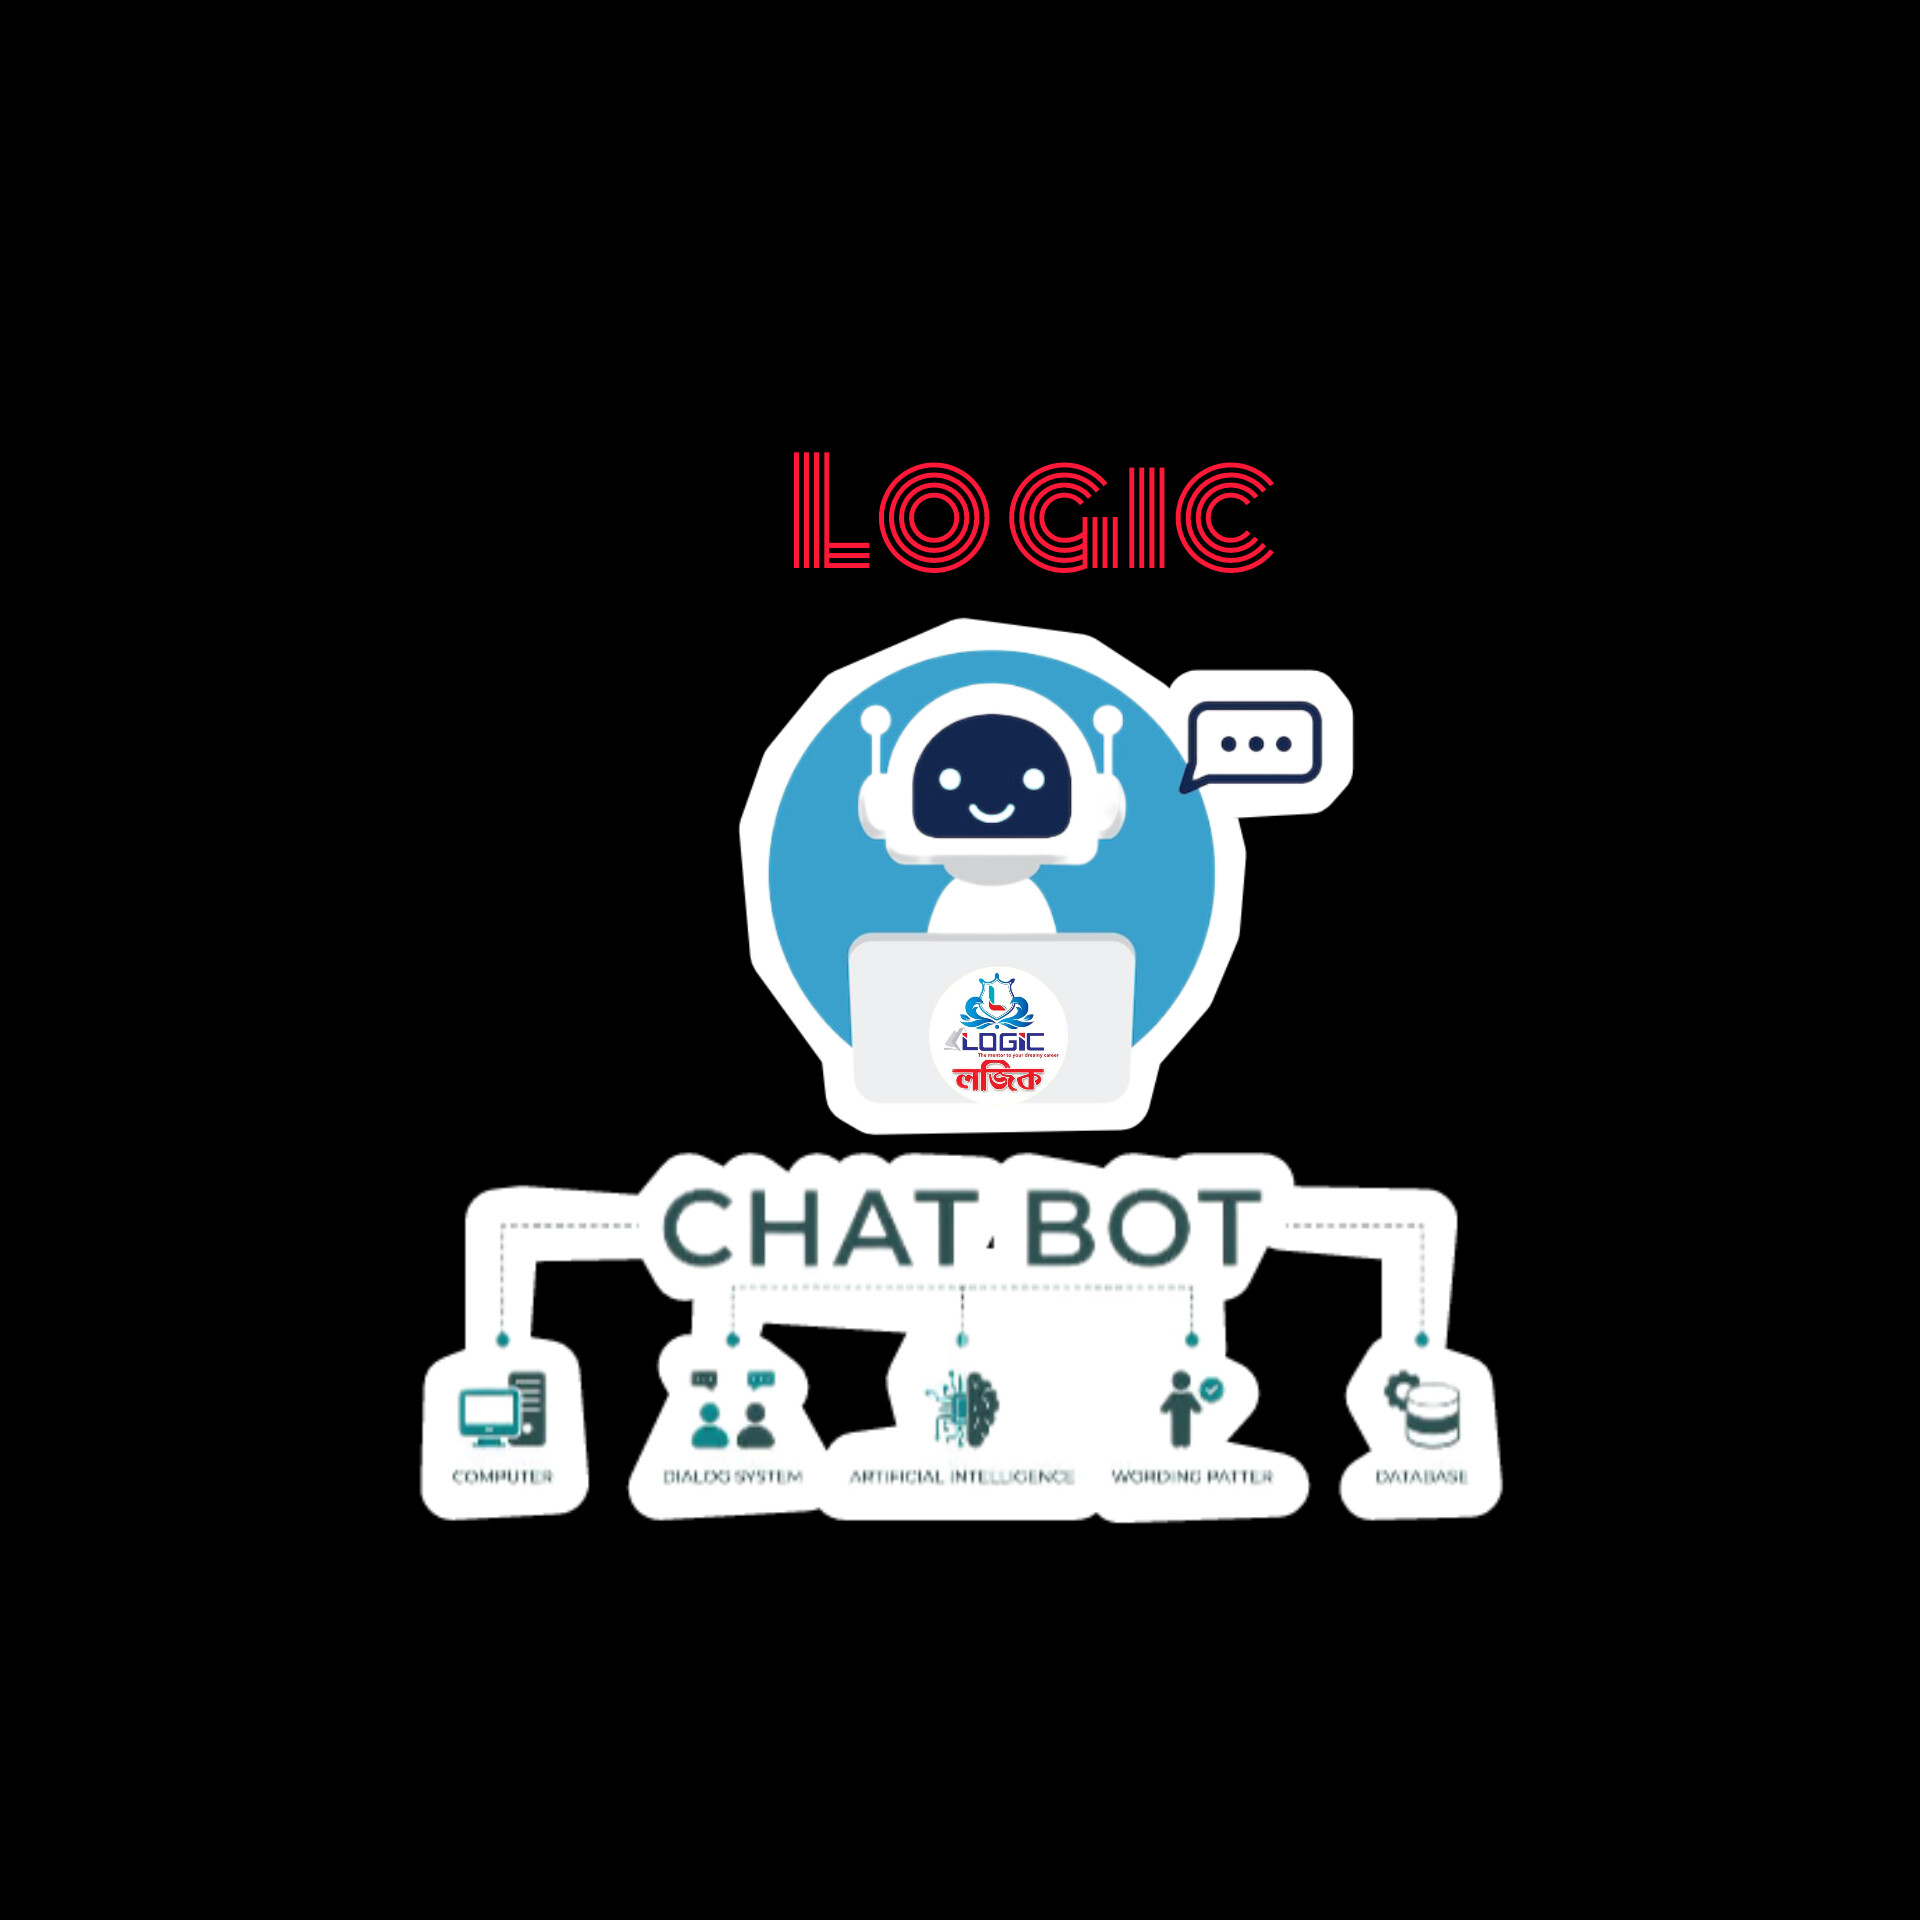 LOGIC
L
LOGIC
The mentor to your dreamy career
লজিক
CHAT BOT
COMPUTER
DIALOG SYSTEM
ARTIFICIAL INTELLIGENCE
WORDING PATTER
DATABASE